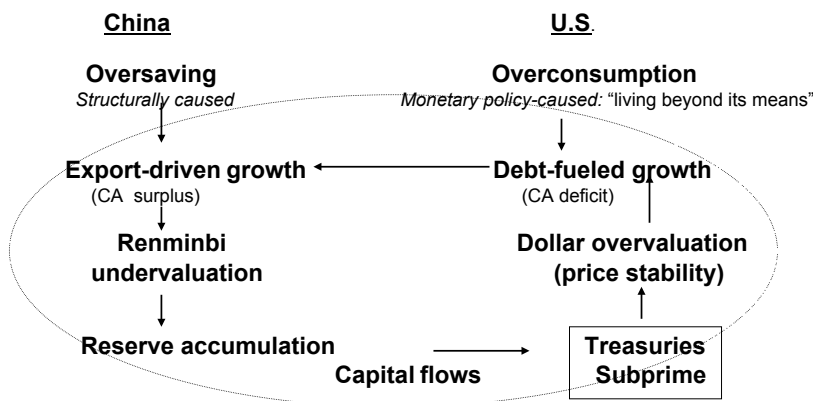 China
U.S.
Oversaving
Structurally caused
Overconsumption
Monetary policy-caused: “living beyond its means”
Export-driven growth
(CA surplus)
Debt-fueled growth
(CA deficit)
Renminbi
undervaluation
Dollar overvaluation
(price stability)
Reserve accumulation
Capital flows
Treasuries
Subprime